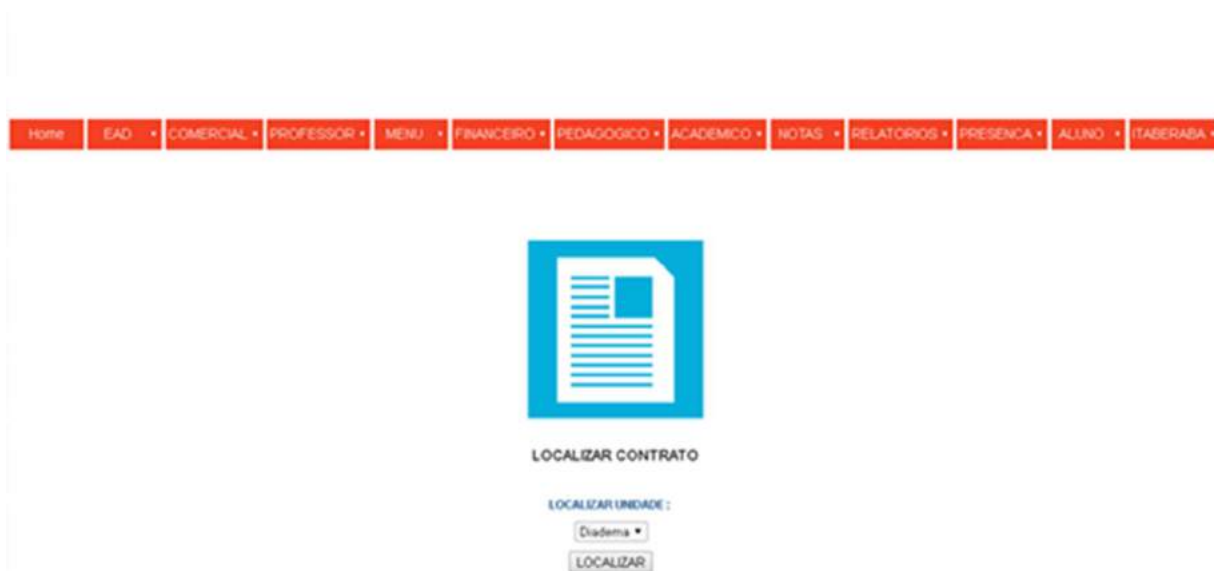 Home EAD COMERCIAL PROFESSOR MENU FINANCEIRO PEDAGOGICO ACADEMICO NOTAS RELATORIOS PRESENCA ALUNO ITABERABA
LOCALIZAR CONTRATO
LOCALIZAR UNIDADE :
Diadema
LOCALIZAR